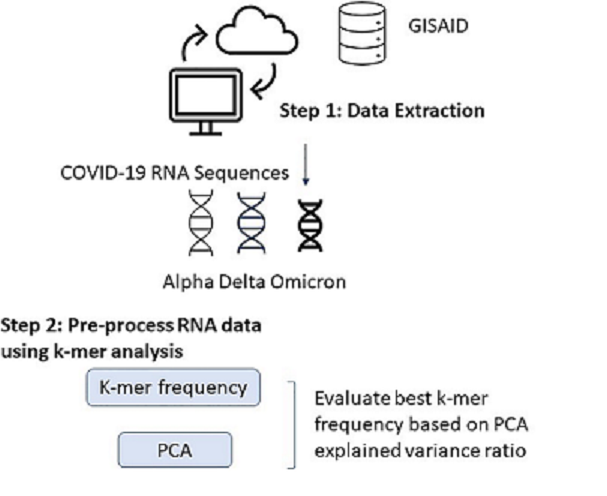 GISAID
Step 1: Data Extraction
COVID-19 RNA Sequences
Alpha Delta Omicron
Step 2: Pre-process RNA data
using k-mer analysis
K-mer frequency
PCA
Evaluate best k-mer
frequency based on PCA
explained variance ratio